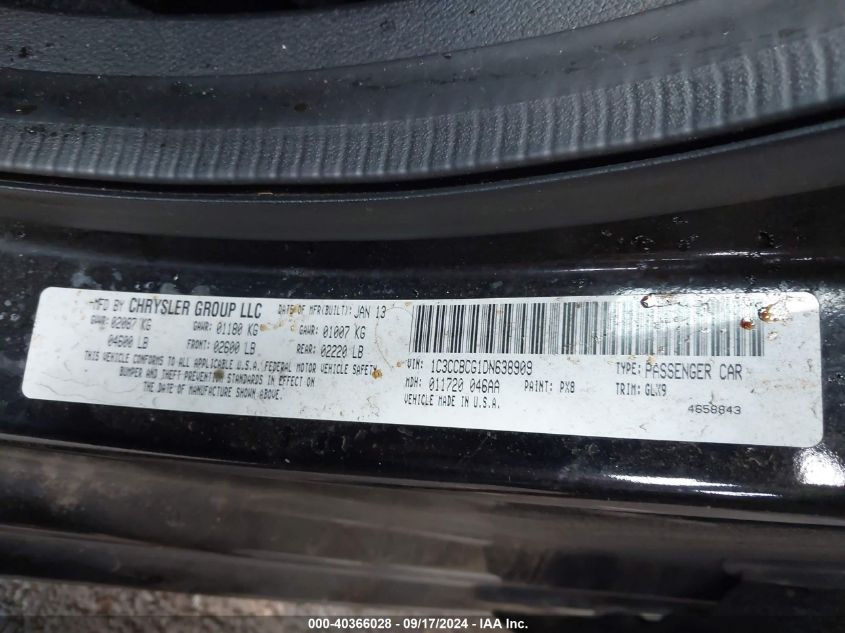 MFD BY CHRYSLER GROUP LLC DATE OF MFR(BUILT): JAN 13
GVWR: 02087 KG GAWR: 01180 KG GAWR: 01007 KG
04600 LB FRONT: 02600 LB REAR: 02220 LB
THIS VEHICLE CONFORMS TO ALL APPLICABLE U.S.A. FEDERAL MOTOR VEHICLE SAFETY,
BUMPER AND THEFT PREVENTION STANDARDS IN EFFECT ON THE
DATE OF MANUFACTURE SHOWN ABOVE.
VIN: 1C3CCBCG1DN638909 TYPE: PASSENGER CAR
MDH: 011720 046AA PAINT: PX8 TRIM: GLX9
VEHICLE MADE IN U.S.A. 4658843
000-40366028 - 09/17/2024 - IAA Inc.